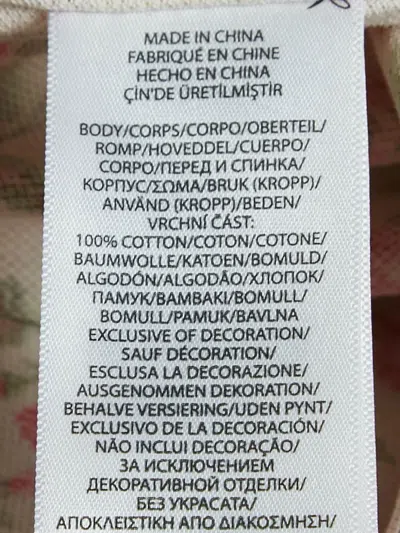 MADE IN CHINA
FABRIQUÉ EN CHINE
HECHO EN CHINA
ÇİN'DE ÜRETİLMİŞTİR
BODY/CORPS/CORPO/OBERTEIL/
ROMP/HOVEDDEL/CUERPO/
CORPO/ПЕРЕД И СПИНКА/
КОРПУС/ΣΩΜΑ/BRUK (KROPP)/
ANVÄND (KROPP)/BEDEN/
VRCHNÍ ČÁST:
100% COTTON/COTON/COTONE/
BAUMWOLLE/KATOEN/BOMULD/
ALGODÓN/ALGODÃO/ХЛОПОК/
ПАМУК/ΒΑΜΒΑΚΙ/BOMULL/
BOMULL/PAMUK/BAVLNA
EXCLUSIVE OF DECORATION/
SAUF DÉCORATION/
ESCLUSA LA DECORAZIONE/
AUSGENOMMEN DEKORATION/
BEHALVE VERSIERING/UDEN PYNT/
EXCLUSIVO DE LA DECORACIÓN/
NÃO INCLUI DECORAÇÃO/
ЗА ИСКЛЮЧЕНИЕМ
ДЕКОРАТИВНОЙ ОТДЕЛКИ/
БЕЗ УКРАСАТА/
ΑΠΟΚΛΕΙΣΤΙΚΗ ΑΠΟ ΔΙΑΚΟΣΜΗΣΗ/